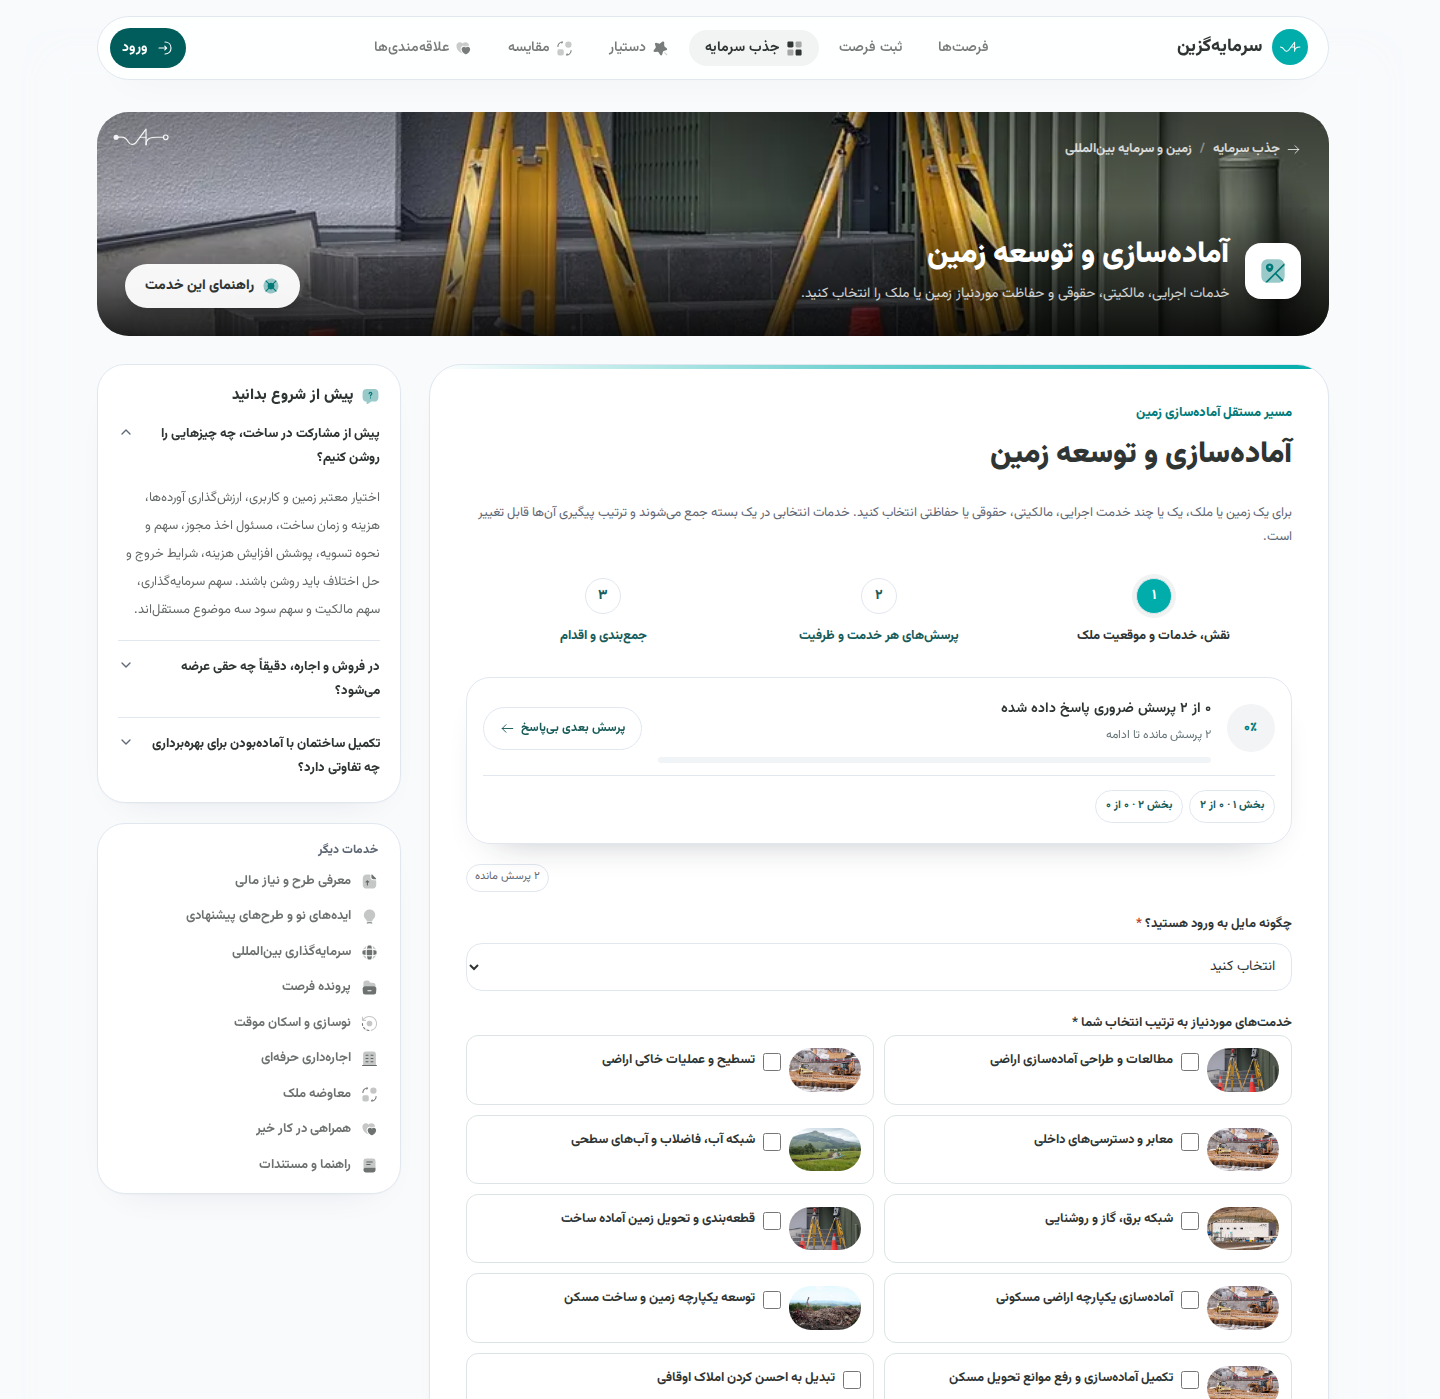 سرمایه‌گزین
فرصت‌ها
ثبت فرصت
جذب سرمایه
دستیار
مقایسه
علاقه‌مندی‌ها
ورود
جذب سرمایه / زمین و سرمایه بین‌المللی
آماده‌سازی و توسعه زمین
خدمات اجرایی، مالکیتی، حقوقی و حفاظت موردنیاز زمین یا ملک را انتخاب کنید.
راهنمای این خدمت
مسیر مستقل آماده‌سازی زمین
آماده‌سازی و توسعه زمین
برای یک زمین یا ملک، یک یا چند خدمت اجرایی، مالکیتی، حقوقی یا حفاظتی انتخاب کنید. خدمات انتخابی در یک بسته جمع می‌شوند و ترتیب پیگیری آن‌ها قابل تغییر
است.
۱
نقش، خدمات و موقعیت ملک
۲
پرسش‌های هر خدمت و ظرفیت
۳
جمع‌بندی و اقدام
۰٪
۰ از ۲ پرسش ضروری پاسخ داده شده
۲ پرسش مانده تا ادامه
پرسش بعدی بی‌پاسخ
بخش ۱ · ۰ از ۲
بخش ۲ · ۰ از ۰
۲ پرسش مانده
چگونه مایل به ورود هستید؟ *
انتخاب کنید
خدمت‌های موردنیاز به ترتیب انتخاب شما *
مطالعات و طراحی آماده‌سازی اراضی
تسطیح و عملیات خاکی اراضی
معابر و دسترسی‌های داخلی
شبکه آب، فاضلاب و آب‌های سطحی
شبکه برق، گاز و روشنایی
قطعه‌بندی و تحویل زمین آماده ساخت
آماده‌سازی یکپارچه اراضی مسکونی
توسعه یکپارچه زمین و ساخت مسکن
تکمیل آماده‌سازی و رفع موانع تحویل مسکن
تبدیل به احسن کردن املاک اوقافی
پیش از شروع بدانید
پیش از مشارکت در ساخت، چه چیزهایی را
روشن کنیم؟
اختیار معتبر زمین و کاربری، ارزش‌گذاری آورده‌ها،
هزینه و زمان ساخت، مسئول اخذ مجوز، سهم و
نحوه تسویه، پوشش افزایش هزینه، شرایط خروج و
حل اختلاف باید روشن باشند. سهم سرمایه‌گذاری،
سهم مالکیت و سهم سود سه موضوع مستقل‌اند.
در فروش و اجاره، دقیقاً چه حقی عرضه
می‌شود؟
تکمیل ساختمان با آماده‌بودن برای بهره‌برداری
چه تفاوتی دارد؟
خدمات دیگر
معرفی طرح و نیاز مالی
ایده‌های نو و طرح‌های پیشنهادی
سرمایه‌گذاری بین‌المللی
پرونده فرصت
نوسازی و اسکان موقت
اجاره‌داری حرفه‌ای
معاوضه ملک
همراهی در کار خیر
راهنما و مستندات